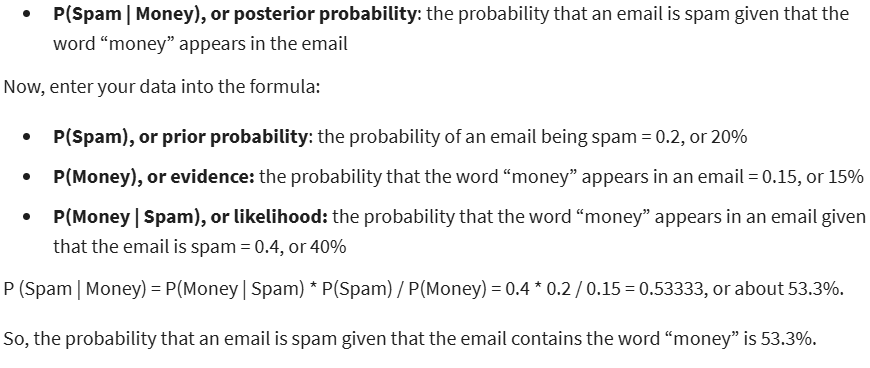 • P(Spam | Money), or posterior probability: the probability that an email is spam given that the
word “money” appears in the email
Now, enter your data into the formula:
• P(Spam), or prior probability: the probability of an email being spam = 0.2, or 20%
• P(Money), or evidence: the probability that the word “money” appears in an email = 0.15, or 15%
• P(Money | Spam), or likelihood: the probability that the word “money” appears in an email given
that the email is spam = 0.4, or 40%
P (Spam | Money) = P(Money | Spam) * P(Spam) / P(Money) = 0.4 * 0.2 / 0.15 = 0.53333, or about 53.3%.
So, the probability that an email is spam given that the email contains the word “money” is 53.3%.